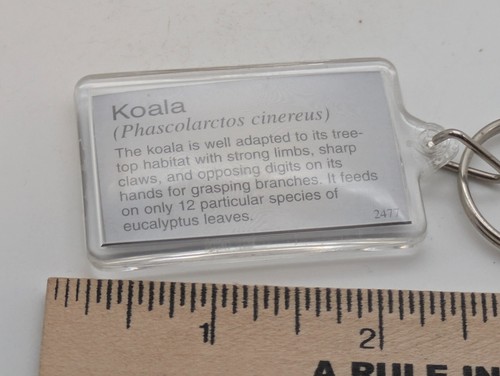 Koala
(Phascolarctos cinereus)
The koala is well adapted to its tree-
top habitat with strong limbs, sharp
claws, and opposing digits on its
hands for grasping branches. It feeds
on only 12 particular species of
eucalyptus leaves.
2477
1
2
A RULE IN